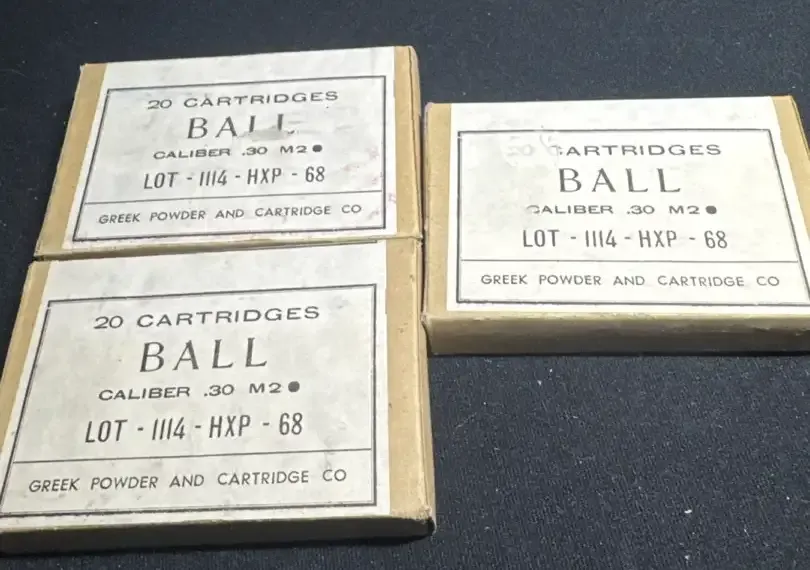 20 CARTRIDGES
BALL
CALIBER .30 M2●
LOT - 1114 - HXP - 68
GREEK POWDER AND CARTRIDGE CO
20 CARTRIDGES
BALL
CALIBER .30 M2●
LOT - 1114 - HXP - 68
GREEK POWDER AND CARTRIDGE CO
20 CARTRIDGES
BALL
CALIBER .30 M2●
LOT - 1114 - HXP - 68
GREEK POWDER AND CARTRIDGE CO